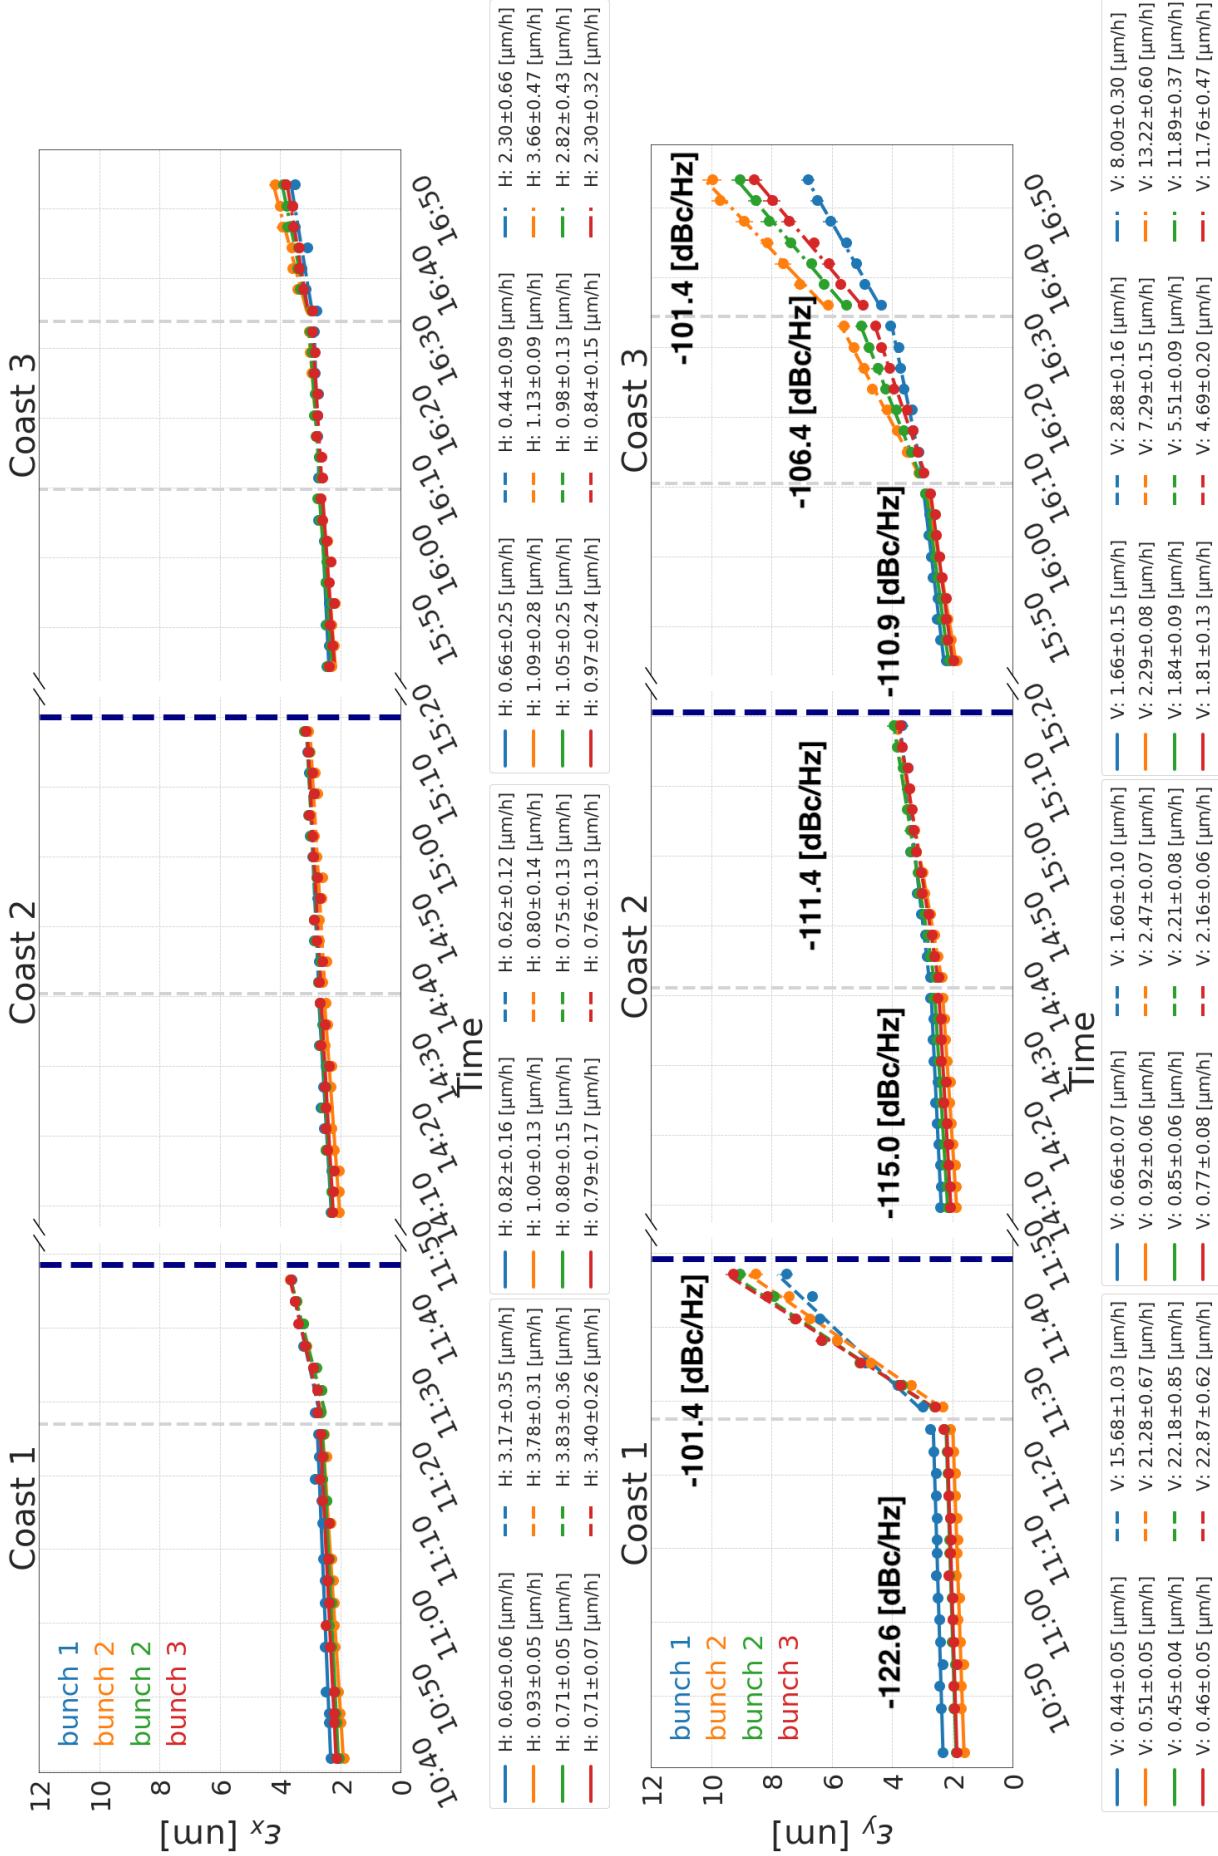 Coast 1
Coast 2
Coast 3
12
10
8
6
4
2
0
εx [um]
bunch 1
bunch 2
bunch 2
bunch 3
10:40
10:50
11:00
11:10
11:20
11:30
11:40
11:50
14:10
14:20
14:30
14:40
14:50
15:00
15:10
15:20
15:50
16:00
16:10
16:20
16:30
16:40
16:50
Time
H: 0.60±0.06 [µm/h]
H: 0.93±0.05 [µm/h]
H: 0.71±0.05 [µm/h]
H: 0.71±0.07 [µm/h]
H: 3.17±0.35 [µm/h]
H: 3.78±0.31 [µm/h]
H: 3.83±0.36 [µm/h]
H: 3.40±0.26 [µm/h]
H: 0.82±0.16 [µm/h]
H: 1.00±0.13 [µm/h]
H: 0.80±0.15 [µm/h]
H: 0.79±0.17 [µm/h]
H: 0.62±0.12 [µm/h]
H: 0.80±0.14 [µm/h]
H: 0.75±0.13 [µm/h]
H: 0.76±0.13 [µm/h]
H: 0.66±0.25 [µm/h]
H: 1.09±0.28 [µm/h]
H: 1.05±0.25 [µm/h]
H: 0.97±0.24 [µm/h]
H: 0.44±0.09 [µm/h]
H: 1.13±0.09 [µm/h]
H: 0.98±0.13 [µm/h]
H: 0.84±0.15 [µm/h]
H: 2.30±0.66 [µm/h]
H: 3.66±0.47 [µm/h]
H: 2.82±0.43 [µm/h]
H: 2.30±0.32 [µm/h]
Coast 1
Coast 2
Coast 3
12
10
8
6
4
2
0
εy [um]
bunch 1
bunch 2
bunch 2
bunch 3
-122.6 [dBc/Hz]
-101.4 [dBc/Hz]
-115.0 [dBc/Hz]
-111.4 [dBc/Hz]
-110.9 [dBc/Hz]
-106.4 [dBc/Hz]
-101.4 [dBc/Hz]
10:50
11:00
11:10
11:20
11:30
11:40
11:50
14:10
14:20
14:30
14:40
14:50
15:00
15:10
15:20
15:50
16:00
16:10
16:20
16:30
16:40
16:50
Time
V: 0.44±0.05 [µm/h]
V: 0.51±0.05 [µm/h]
V: 0.45±0.04 [µm/h]
V: 0.46±0.05 [µm/h]
V: 15.68±1.03 [µm/h]
V: 21.28±0.67 [µm/h]
V: 22.18±0.85 [µm/h]
V: 22.87±0.62 [µm/h]
V: 0.66±0.07 [µm/h]
V: 0.92±0.06 [µm/h]
V: 0.85±0.06 [µm/h]
V: 0.77±0.08 [µm/h]
V: 1.60±0.10 [µm/h]
V: 2.47±0.07 [µm/h]
V: 2.21±0.08 [µm/h]
V: 2.16±0.06 [µm/h]
V: 1.66±0.15 [µm/h]
V: 2.29±0.08 [µm/h]
V: 1.84±0.09 [µm/h]
V: 1.81±0.13 [µm/h]
V: 2.88±0.16 [µm/h]
V: 7.29±0.15 [µm/h]
V: 5.51±0.09 [µm/h]
V: 4.69±0.20 [µm/h]
V: 8.00±0.30 [µm/h]
V: 13.22±0.60 [µm/h]
V: 11.89±0.37 [µm/h]
V: 11.76±0.47 [µm/h]